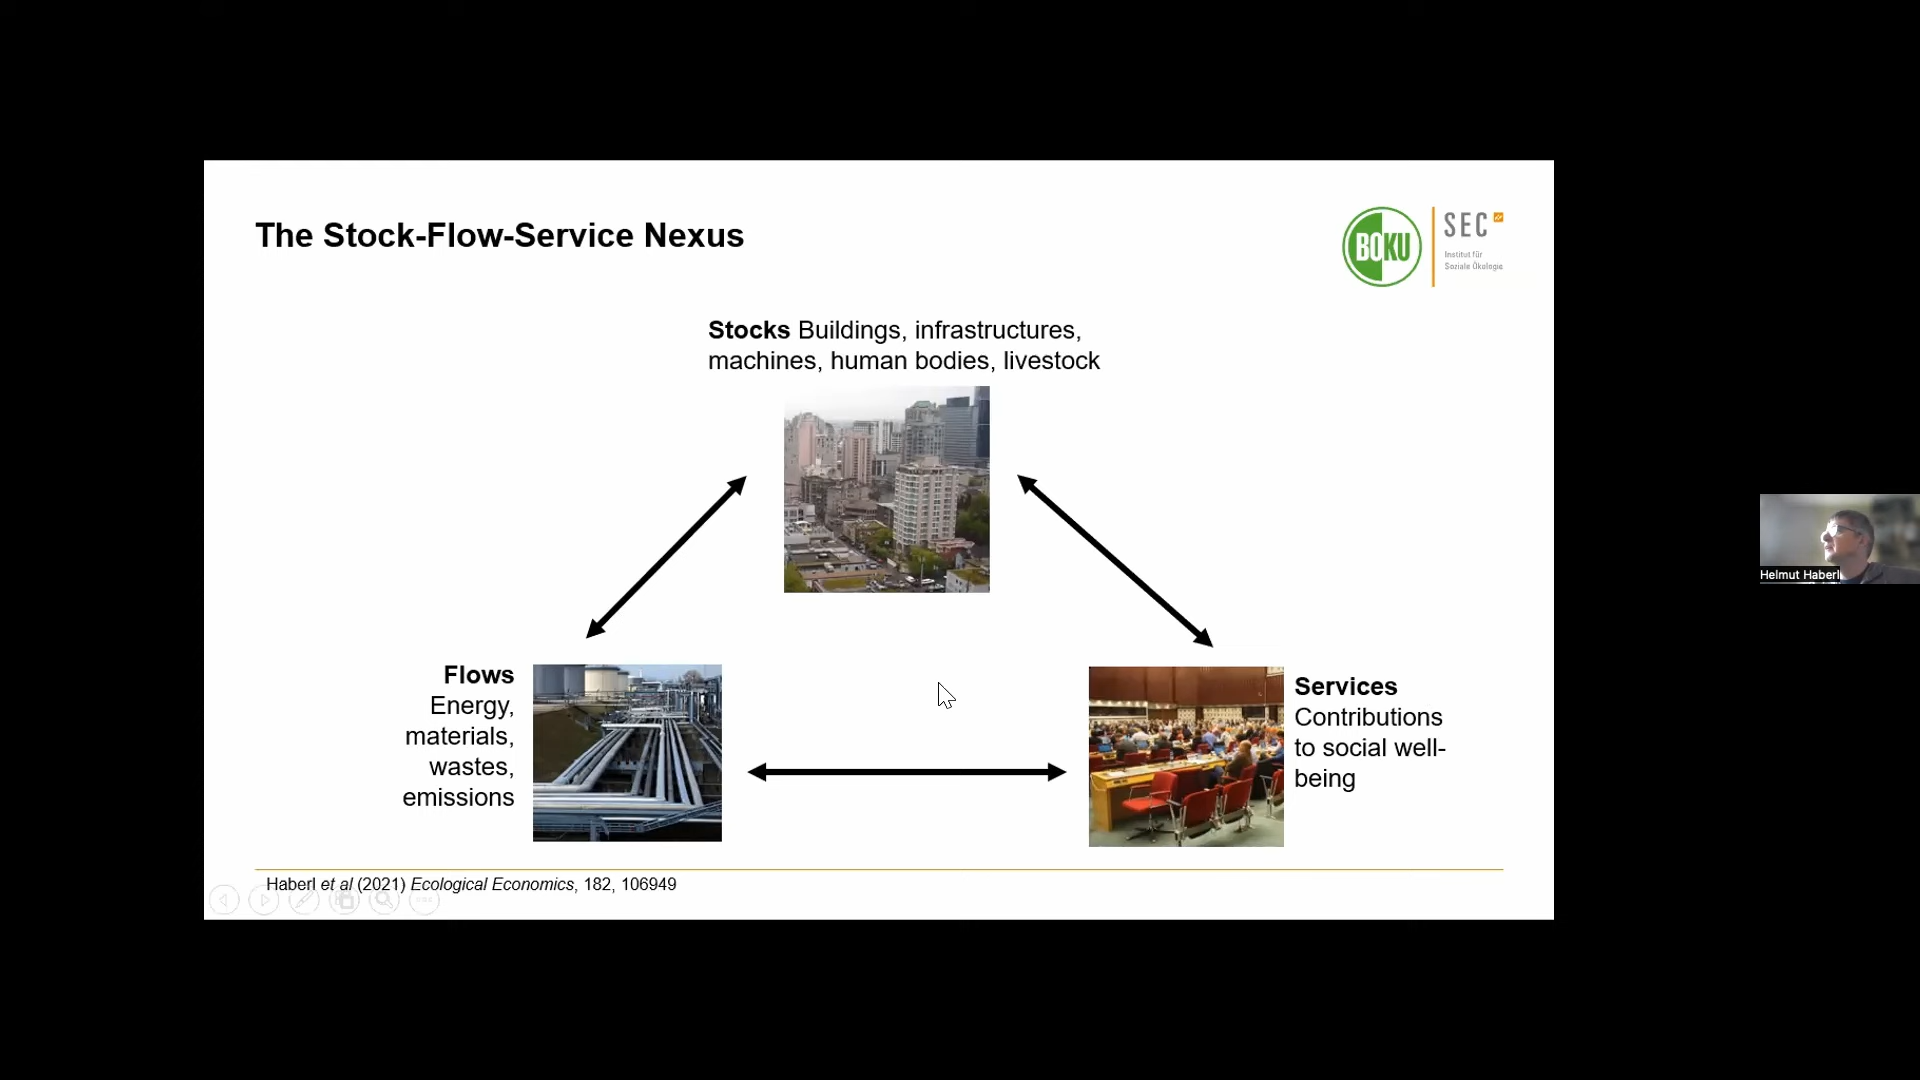 The Stock-Flow-Service Nexus
BOKU
SEC
Institut für
Soziale Ökologie
Stocks Buildings, infrastructures,
machines, human bodies, livestock
Flows
Energy,
materials,
wastes,
emissions
Services
Contributions
to social well-
being
Haberl et al (2021) Ecological Economics, 182, 106949
Helmut Haberl